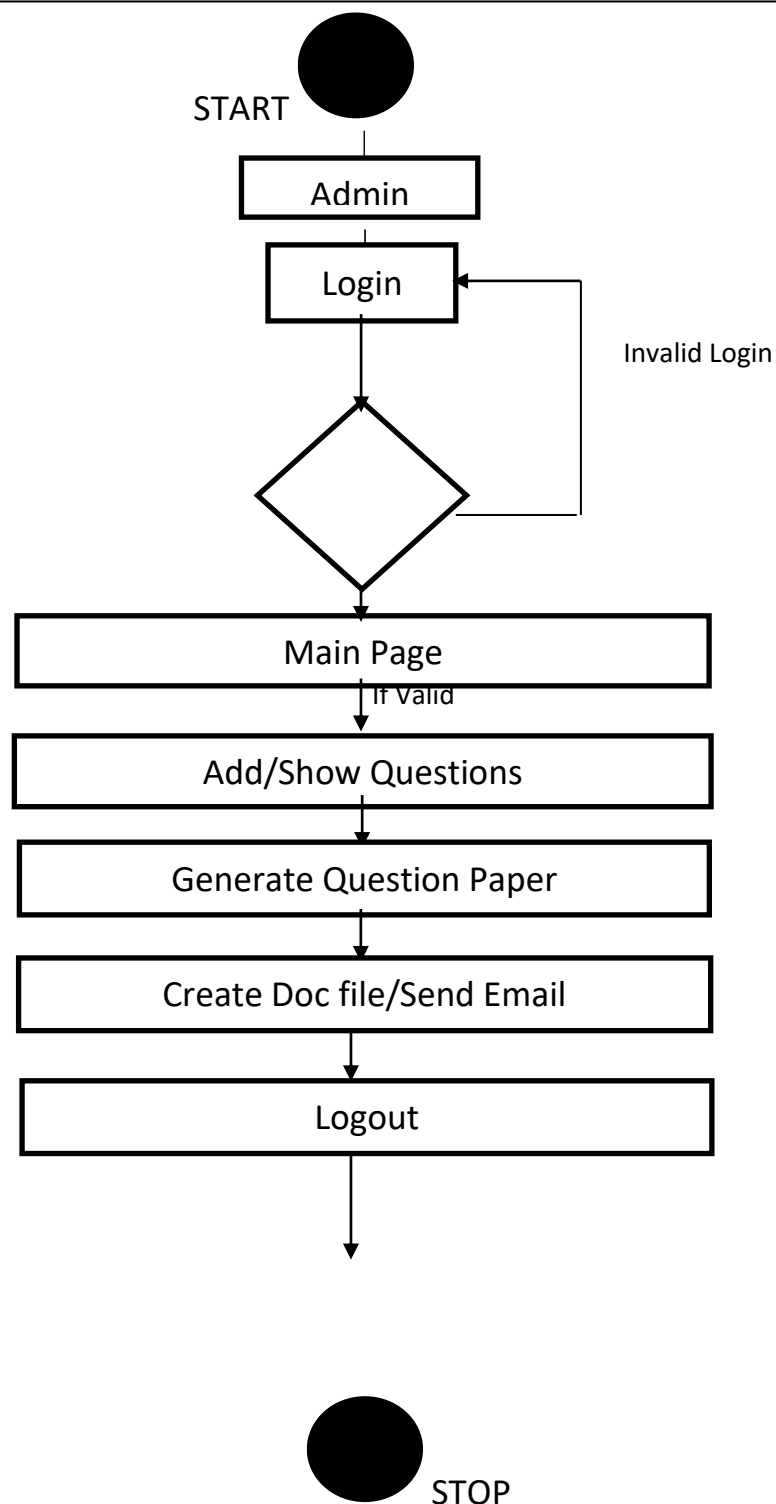 START
Admin
Login
Invalid Login
Main Page
If Valid
Add/Show Questions
Generate Question Paper
Create Doc file/Send Email
Logout
STOP